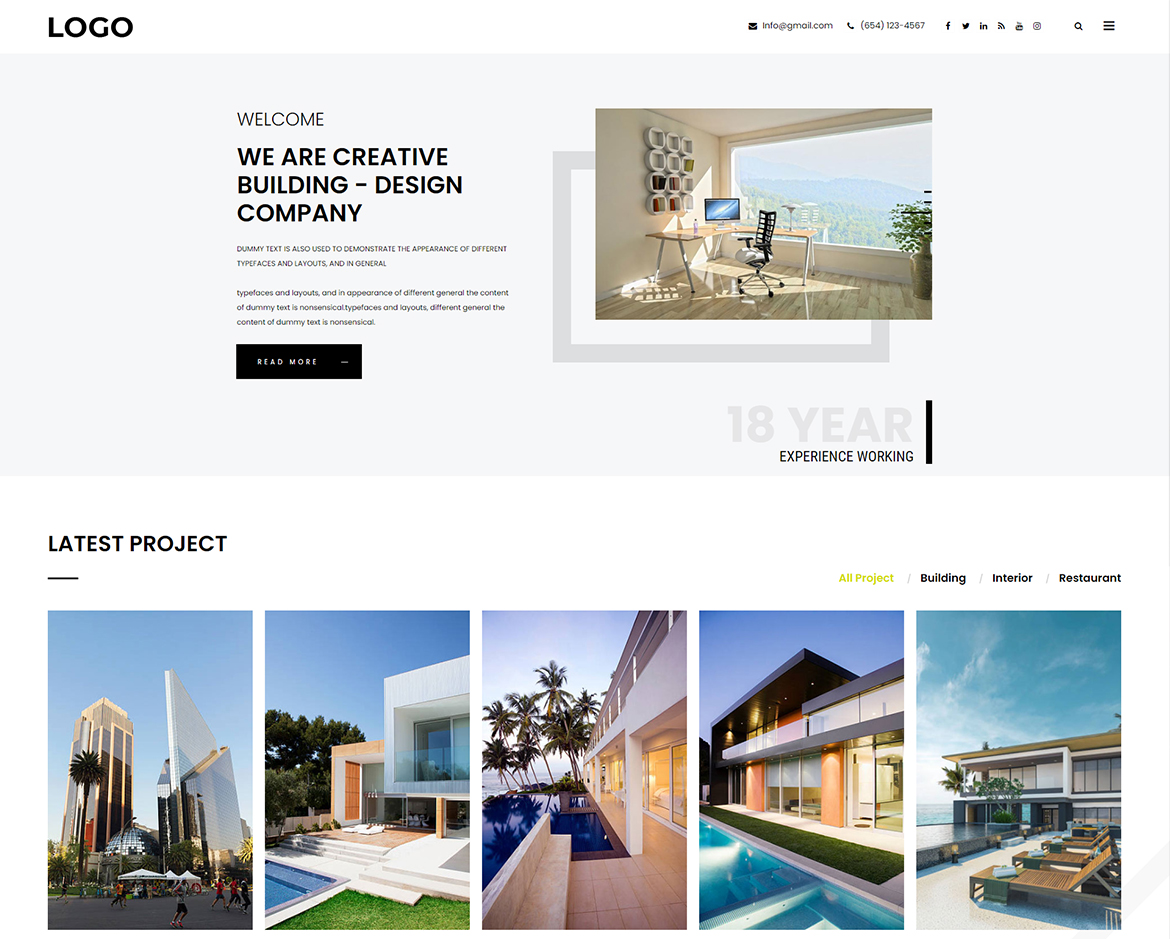 LOGO
Info@gmail.com
(654) 123-4567
WELCOME
WE ARE CREATIVE
BUILDING - DESIGN
COMPANY
DUMMY TEXT IS ALSO USED TO DEMONSTRATE THE APPEARANCE OF DIFFERENT
TYPEFACES AND LAYOUTS, AND IN GENERAL
typefaces and layouts, and in appearance of different general the content
of dummy text is nonsensical.typefaces and layouts, different general the
content of dummy text is nonsensical.
READ MORE —
18 YEAR
EXPERIENCE WORKING
LATEST PROJECT
All Project / Building / Interior / Restaurant